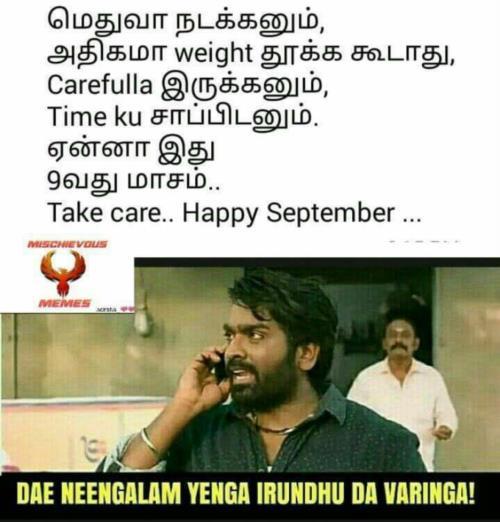 மெதுவா நடக்கனும்,
அதிகமா weight தூக்க கூடாது,
Carefulla இருக்கனும்,
Time ku சாப்பிடனும்.
ஏன்னா இது
9வது மாசம்..
Take care.. Happy September ...
MISCHIEVOUS
MEMES
DAE NEENGALAM YENGA IRUNDHU DA VARINGA!